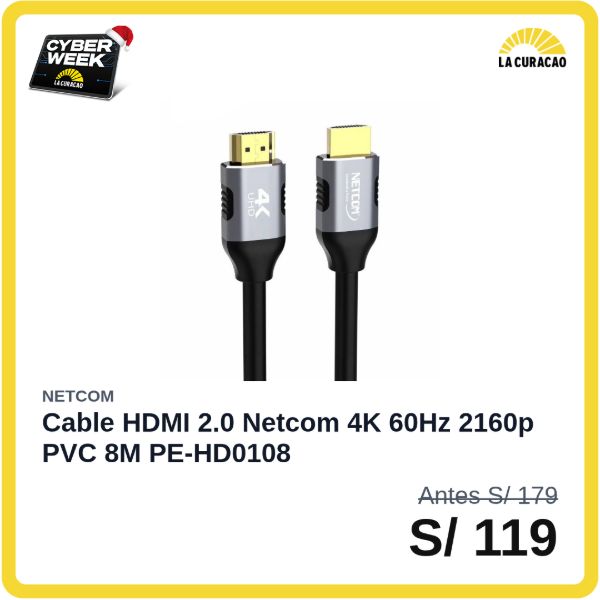 CYBER
WEEK
LA CURACAO
LA CURACAO
4K
UHD
NETCOM
NETCOM
Cable HDMI 2.0 Netcom 4K 60Hz 2160p
PVC 8M PE-HD0108
Antes S/ 179
S/ 119